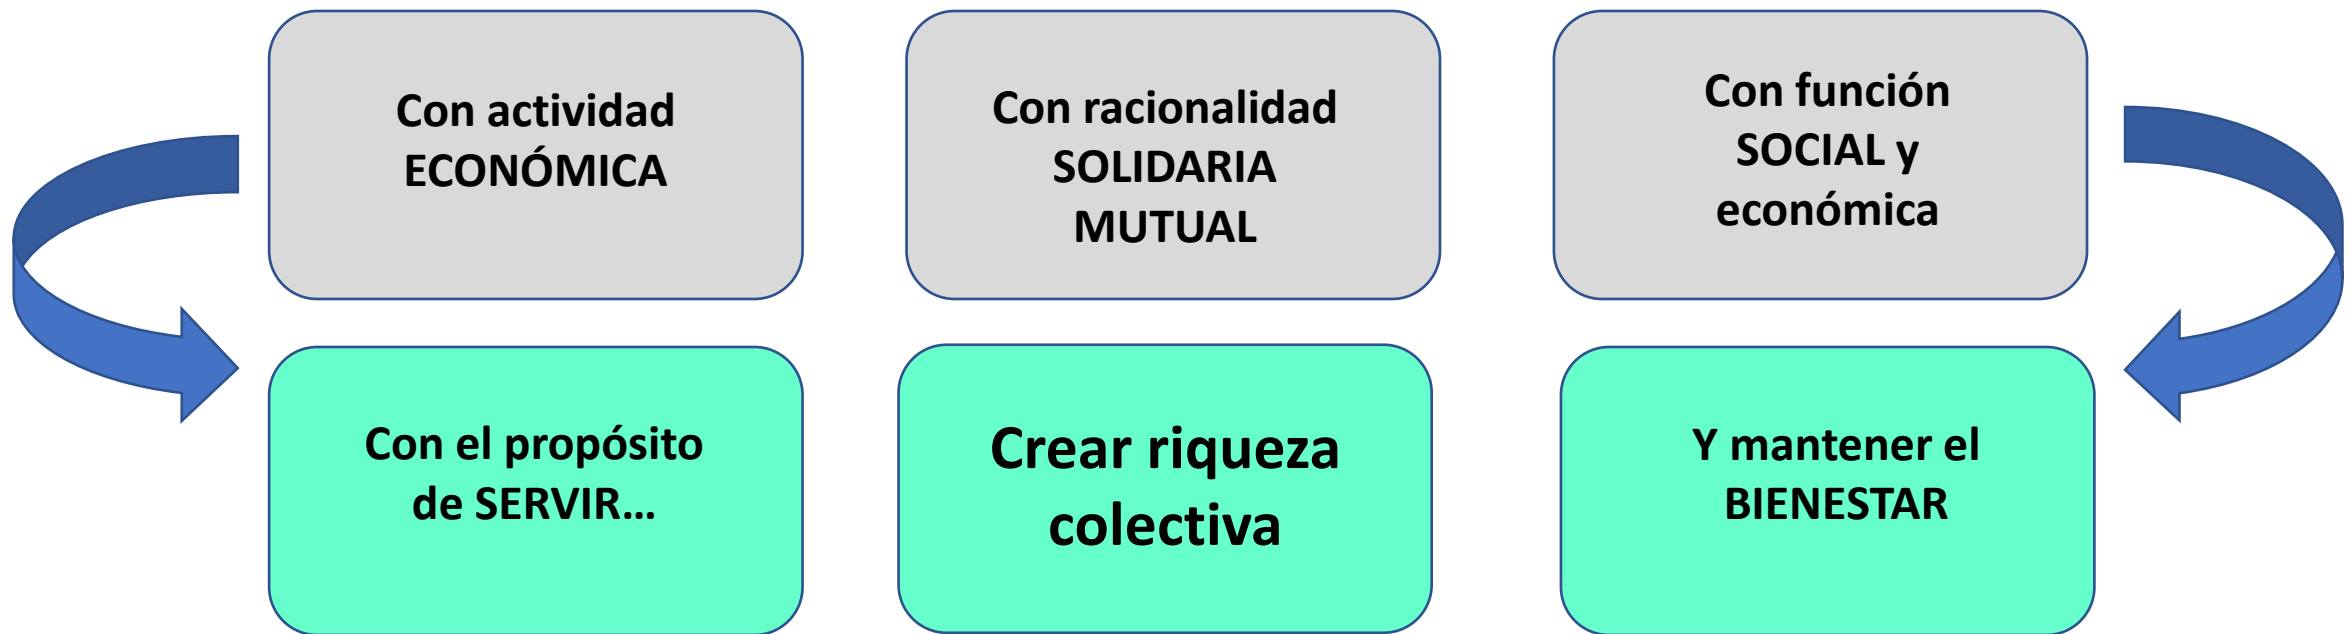 Con actividad
ECONÓMICA
Con racionalidad
SOLIDARIA
MUTUAL
Con función
SOCIAL y
económica
Con el propósito
de SERVIR…
Crear riqueza
colectiva
Y mantener el
BIENESTAR